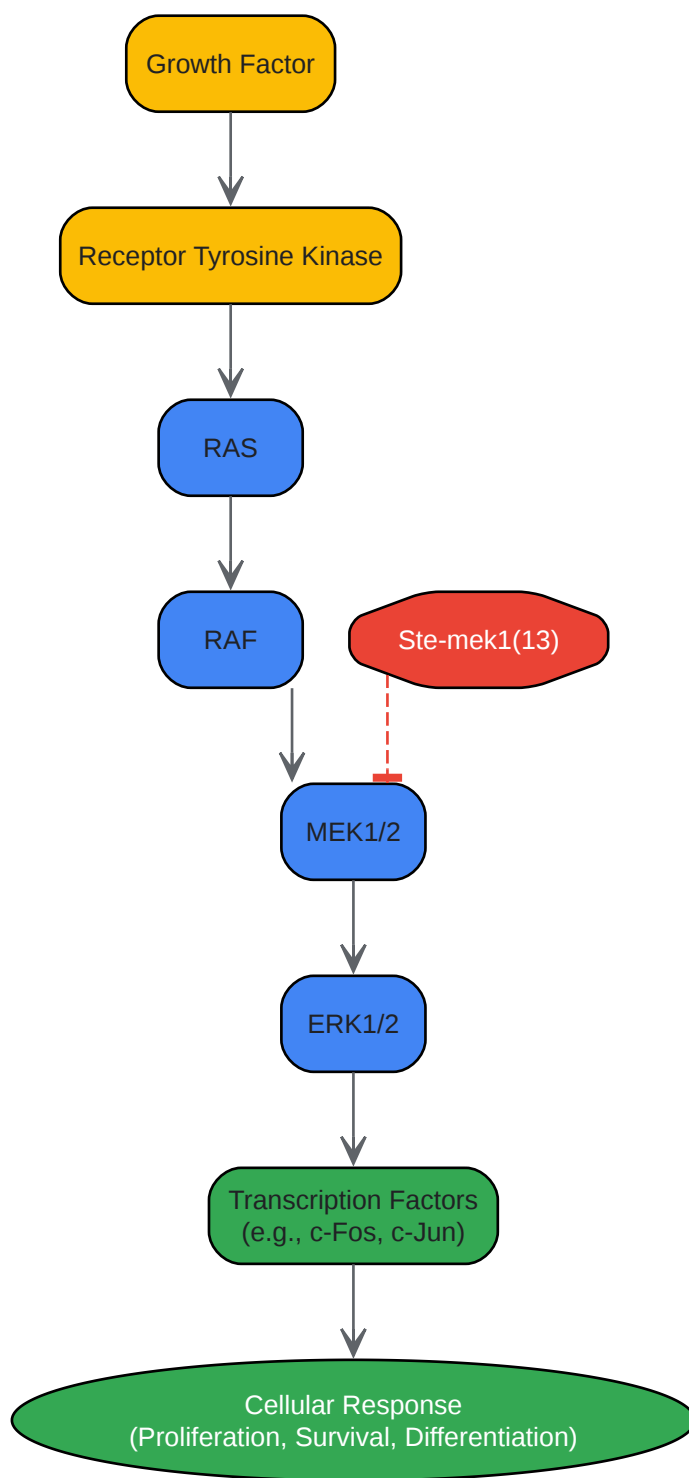 Growth Factor
Receptor Tyrosine Kinase
RAS
RAF
Ste-mek1(13)
MEK1/2
ERK1/2
Transcription Factors
(e.g., c-Fos, c-Jun)
Cellular Response
(Proliferation, Survival, Differentiation)